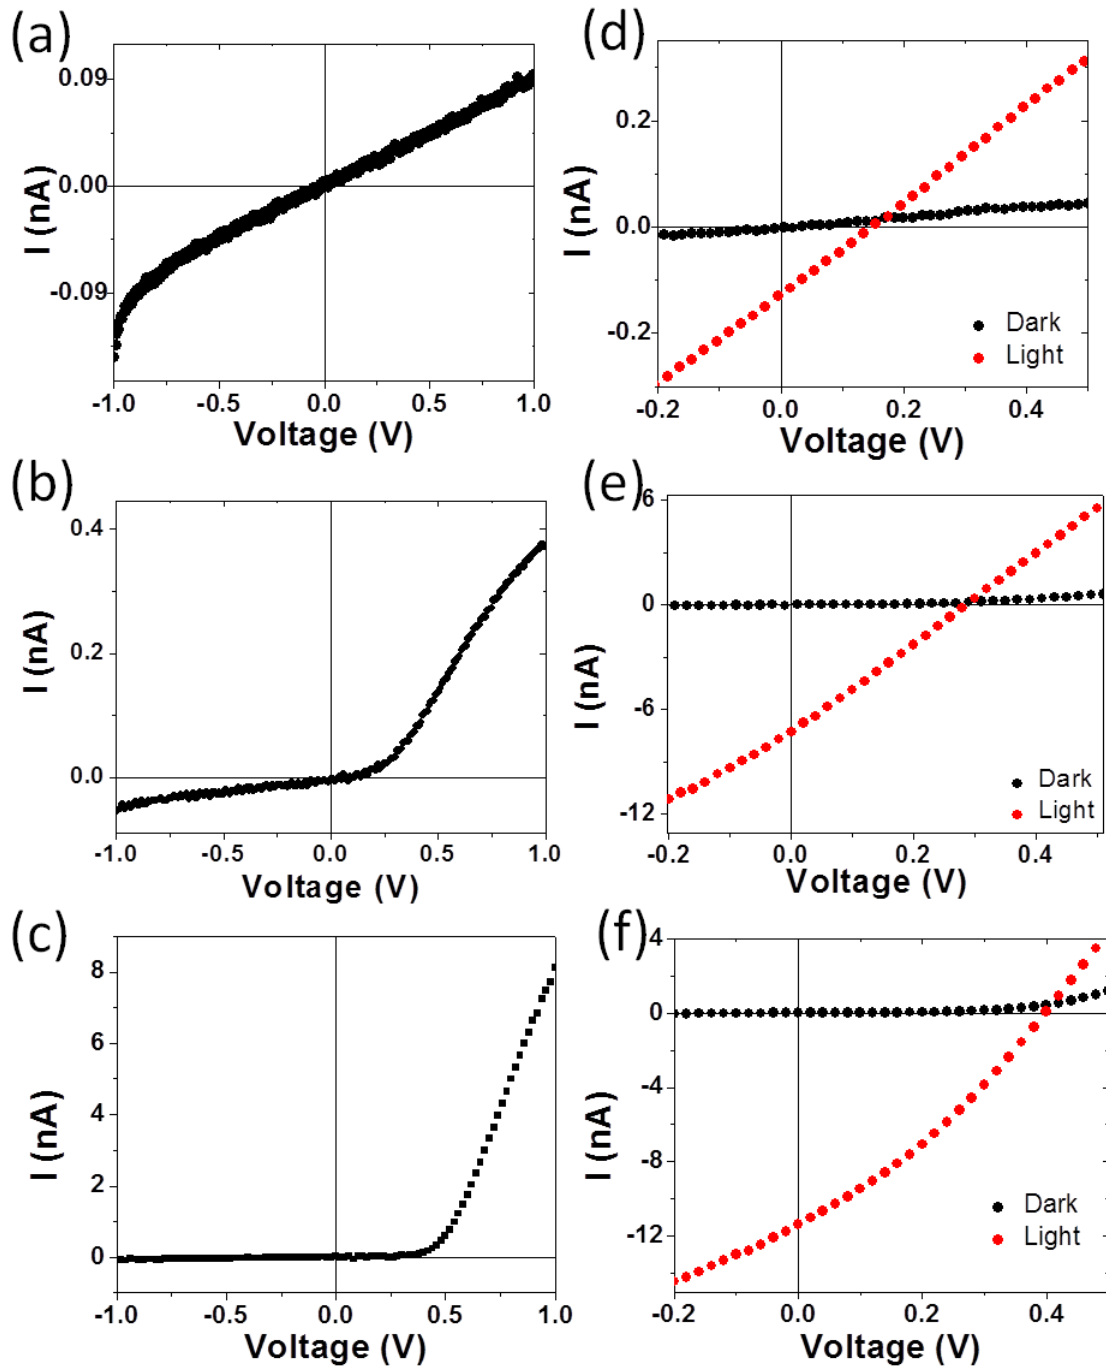 (a)
0.09
0.00
-0.09
I (nA)
-1.0 -0.5 0.0 0.5 1.0
Voltage (V)
(d)
0.2
0.0
-0.2
I (nA)
Dark
Light
-0.2 0.0 0.2 0.4
Voltage (V)
(b)
0.4
0.2
0.0
I (nA)
-1.0 -0.5 0.0 0.5 1.0
Voltage (V)
(e)
6
0
-6
-12
I (nA)
Dark
Light
-0.2 0.0 0.2 0.4
Voltage (V)
(c)
8
6
4
2
0
I (nA)
-1.0 -0.5 0.0 0.5 1.0
Voltage (V)
(f)
4
0
-4
-8
-12
I (nA)
Dark
Light
-0.2 0.0 0.2 0.4
Voltage (V)